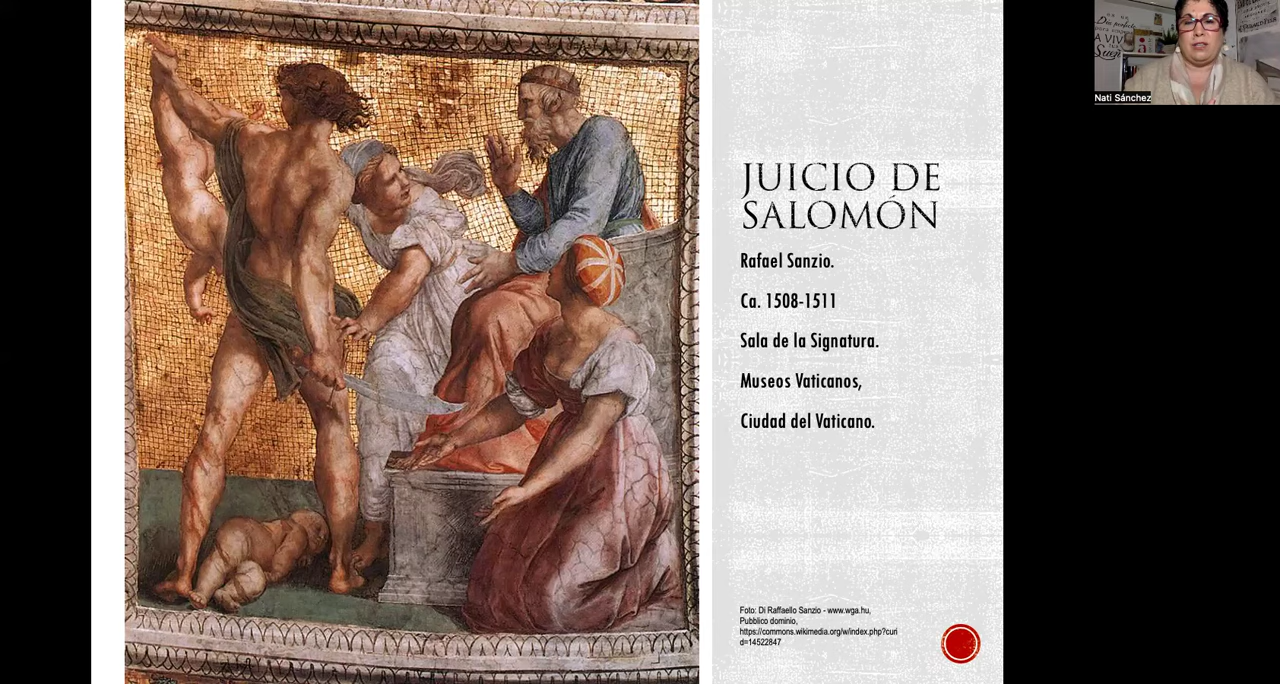 JUICIO DE
SALOMÓN
Rafael Sanzio.
Ca. 1508-1511
Sala de la Signatura.
Museos Vaticanos,
Ciudad del Vaticano.
Foto: Di Raffaello Sanzio - www.wga.hu,
Pubblico dominio,
https://commons.wikimedia.org/w/index.php?curi
d=14522847
Nati Sánchez